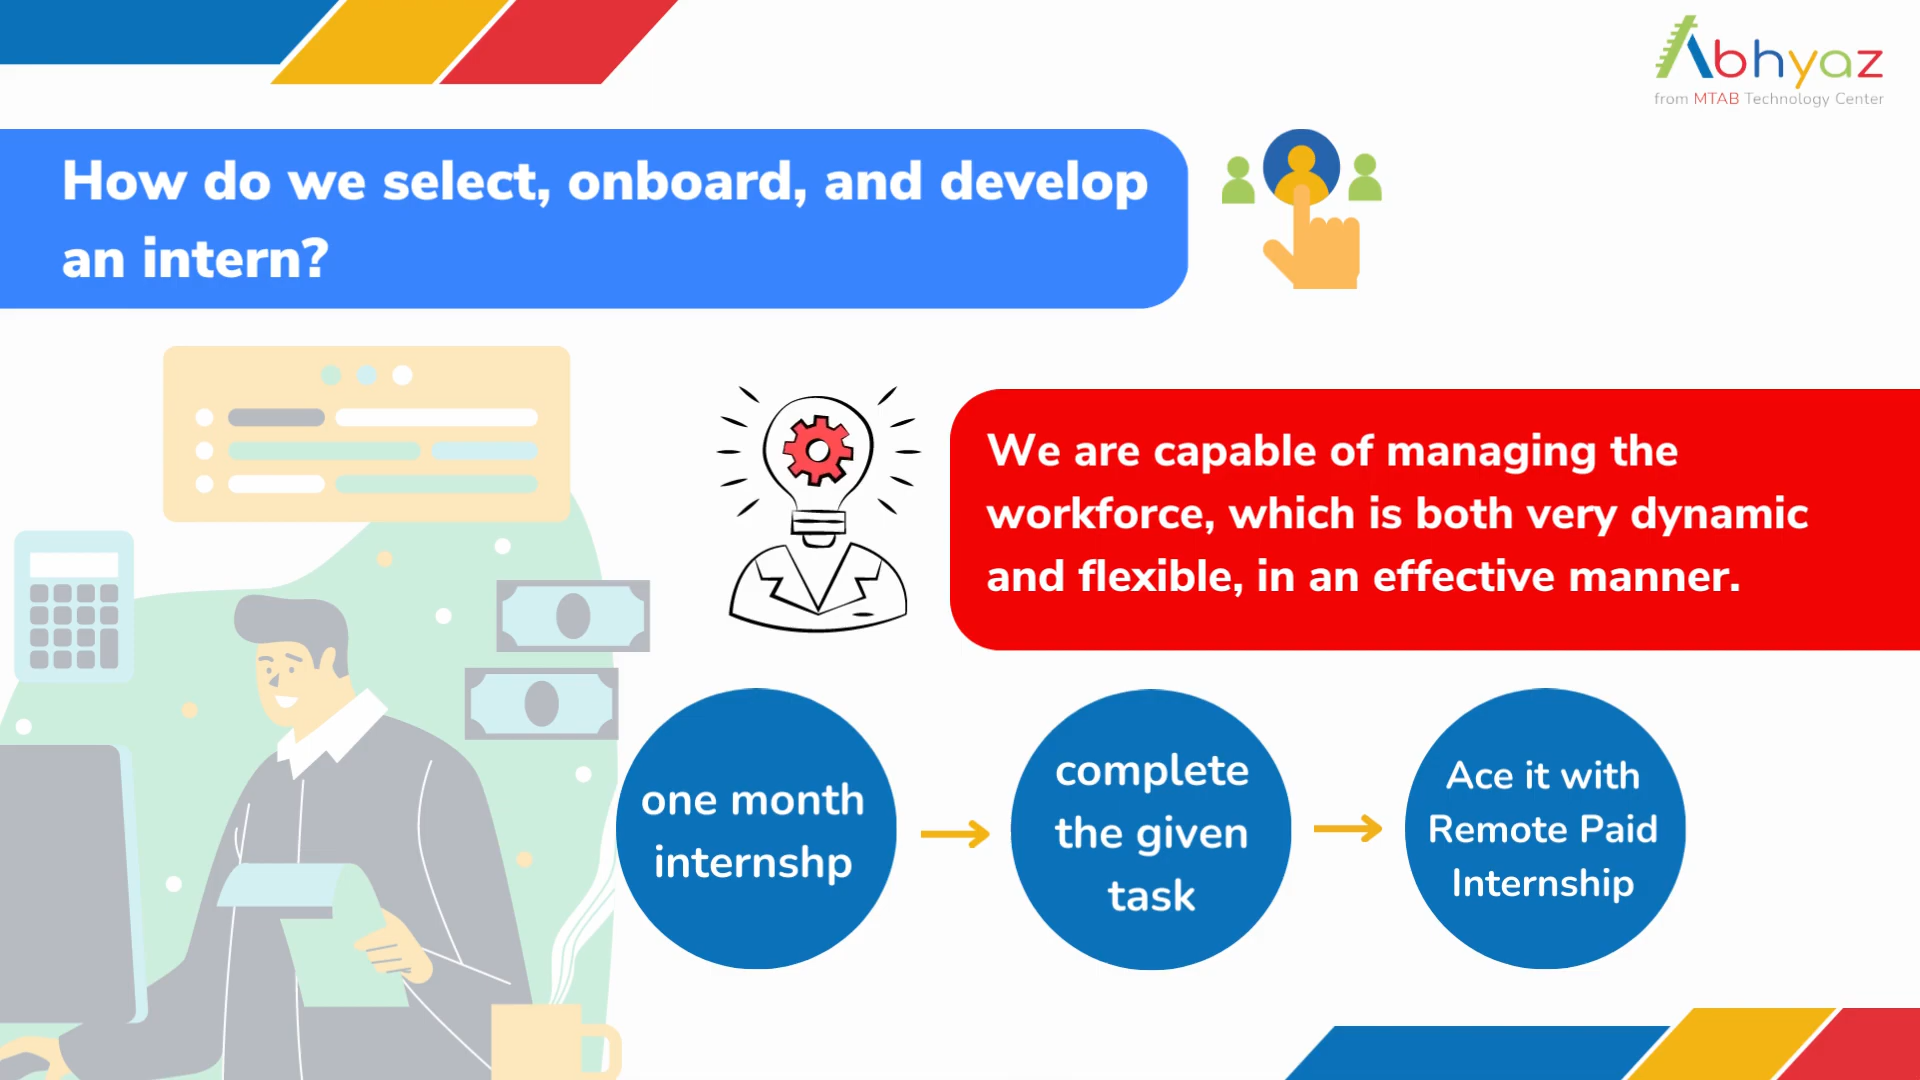 Abhyaz
from MTAB Technology Center
How do we select, onboard, and develop
an intern?
We are capable of managing the
workforce, which is both very dynamic
and flexible, in an effective manner.
one month
internshp
complete
the given
task
Ace it with
Remote Paid
Internship